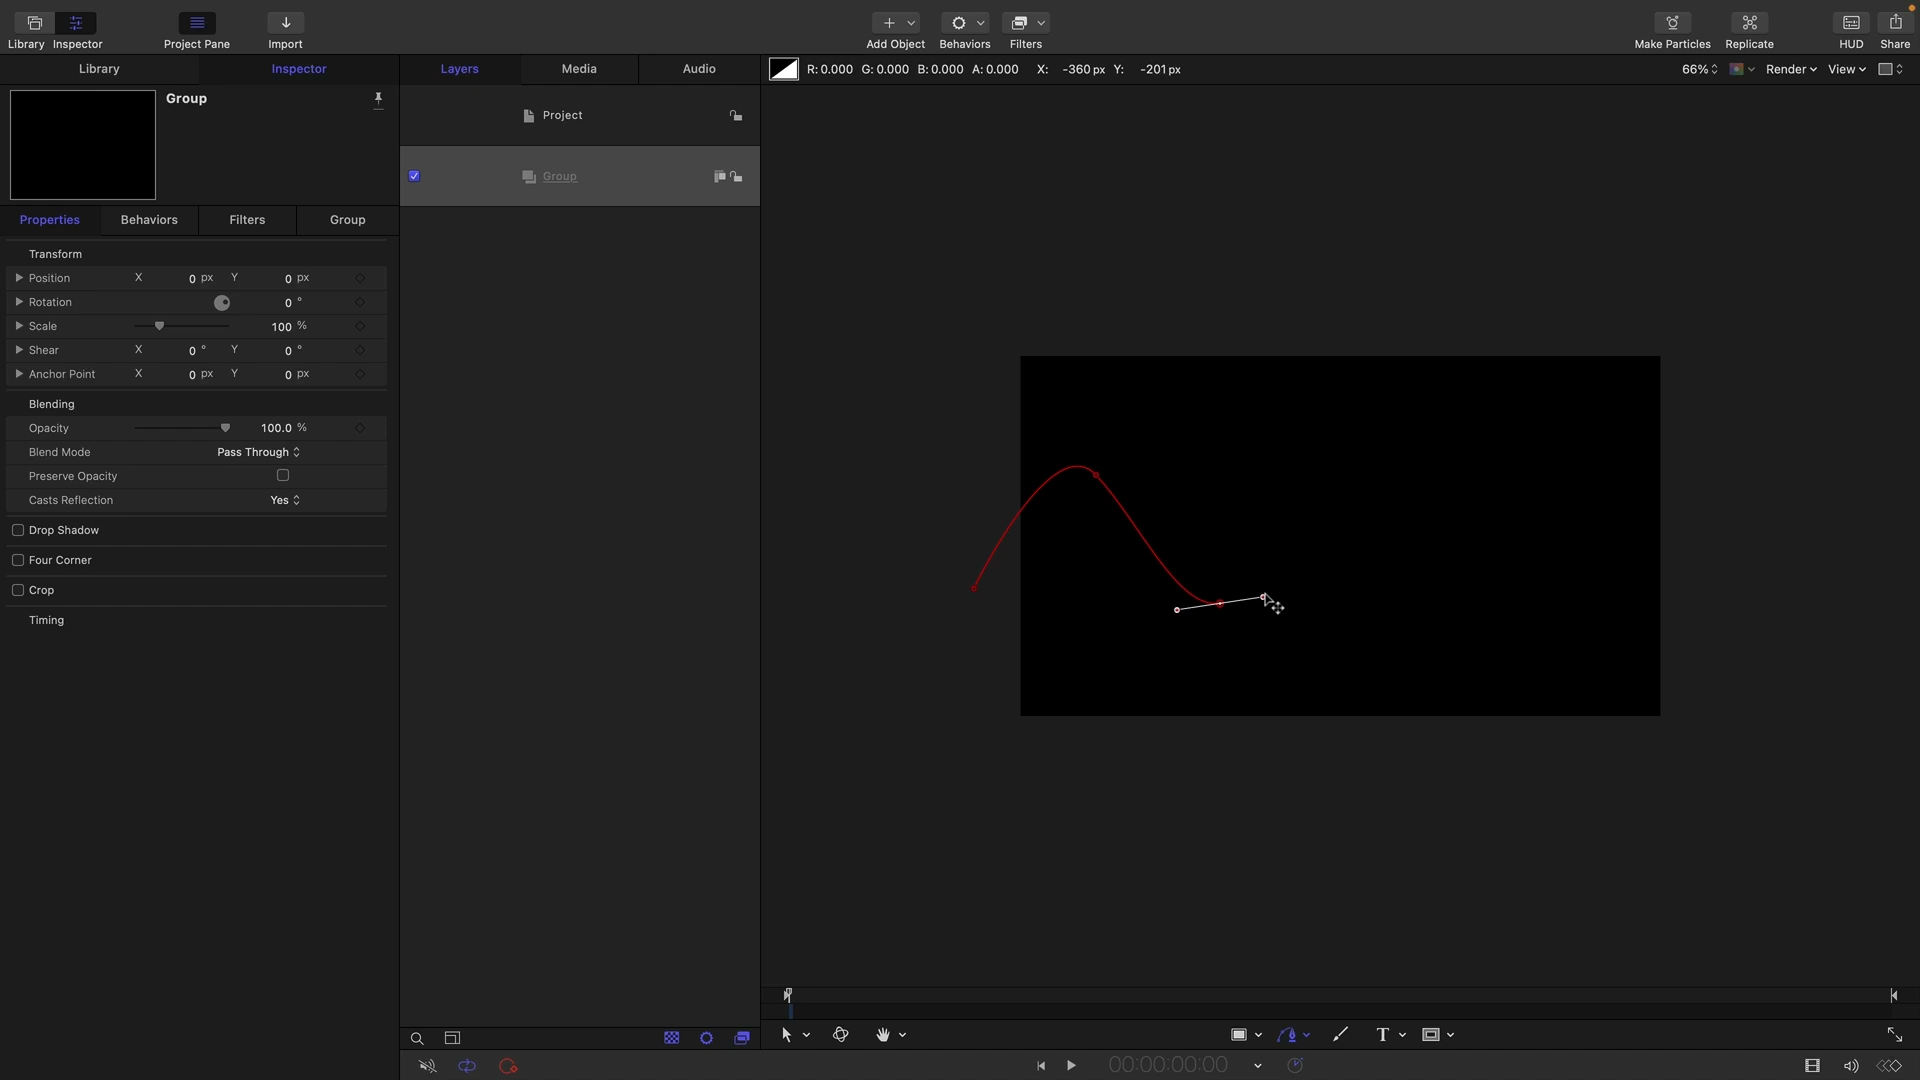 Library Inspector Project Pane Import Add Object Behaviors Filters Make Particles Replicate HUD Share
Library Inspector Layers Media Audio R: 0.000 G: 0.000 B: 0.000 A: 0.000 X: -360 px Y: -201 px 66% Render View
Group
Project
Group
Properties Behaviors Filters Group
Transform
Position X 0 px Y 0 px
Rotation 0 °
Scale 100 %
Shear X 0 ° Y 0 °
Anchor Point X 0 px Y 0 px
Blending
Opacity 100.0 %
Blend Mode Pass Through
Preserve Opacity
Casts Reflection Yes
Drop Shadow
Four Corner
Crop
Timing
T
00:00:00:00